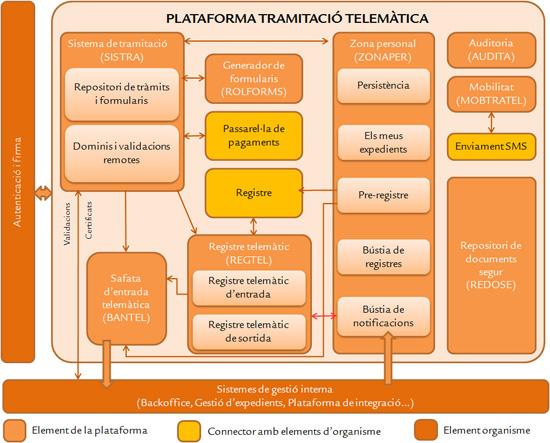 PLATAFORMA TRAMITACIÓ TELEMÀTICA
Autenticació i firma
Sistema de tramitació
(SISTRA)
Repositori de tràmits
i formularis
Dominis i validacions
remotes
Generador de
formularis
(ROLFORMS)
Passarel·la de
pagaments
Registre
Zona personal
(ZONAPER)
Persistència
Els meus
expedients
Pre-registre
Bústia de
registres
Bústia de
notificacions
Auditoria
(AUDITA)
Mobilitat
(MOBTRATEL)
Enviament SMS
Repositori de
documents
segur
(REDOSE)
Validacions
Certificats
Safata
d'entrada
telemàtica
(BANTEL)
Registre telemàtic
(REGTEL)
Registre telemàtic
d'entrada
Registre telemàtic
de sortida
Sistemes de gestió interna
(Backoffice, Gestió d'expedients, Plataforma de integració...)
Element de la plataforma
Connector amb elements d'organisme
Element organisme